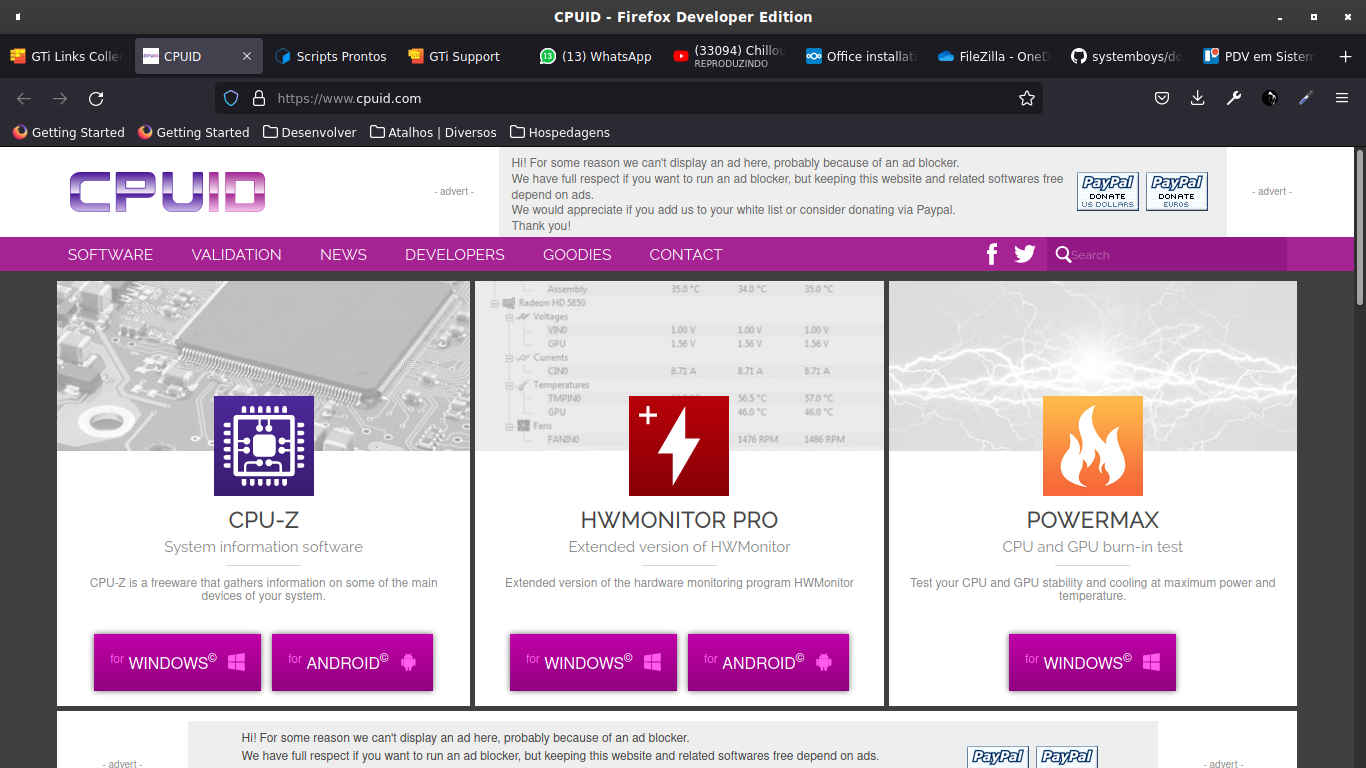 CPUID - Firefox Developer Edition
GTi Links Colle
CPUID
Scripts Prontos
GTi Support
13
(13) WhatsApp
(33094) Chillou
REPRODUZINDO
Office installati
FileZilla - OneD
systemboys/do
PDV em Sistem
https://www.cpuid.com
Getting Started
Getting Started
Desenvolver
Atalhos | Diversos
Hospedagens
CPUID
- advert -
Hi! For some reason we can't display an ad here, probably because of an ad blocker.
We have full respect if you want to run an ad blocker, but keeping this website and related softwares free
depend on ads.
We would appreciate if you add us to your white list or consider donating via Paypal.
Thank you!
PayPal
DONATE
US DOLLARS
PayPal
DONATE
EUROS
- advert -
SOFTWARE
VALIDATION
NEWS
DEVELOPERS
GOODIES
CONTACT
Search
Assembly 35.0 °C 34.0 °C 35.0 °C
Radeon HD 5850
Voltages
VIN0 1.00 V 1.00 V 1.00 V
GPU 1.56 V 1.56 V 1.56 V
Currents
CIN0 8.71 A 8.71 A 8.71 A
Temperatures
TMPIN0 56.5 °C 57.0 °C
GPU 46.0 °C 46.0 °C
Fans
FANIN0 1476 RPM 1486 RPM
CPU-Z
System information software
CPU-Z is a freeware that gathers information on some of the main
devices of your system.
for WINDOWS©
for ANDROID©
HWMONITOR PRO
Extended version of HWMonitor
Extended version of the hardware monitoring program HWMonitor
for WINDOWS©
for ANDROID©
POWERMAX
CPU and GPU burn-in test
Test your CPU and GPU stability and cooling at maximum power and
temperature.
for WINDOWS©
- advert -
Hi! For some reason we can't display an ad here, probably because of an ad blocker.
We have full respect if you want to run an ad blocker, but keeping this website and related softwares free depend on ads.
PayPal
PayPal
- advert -